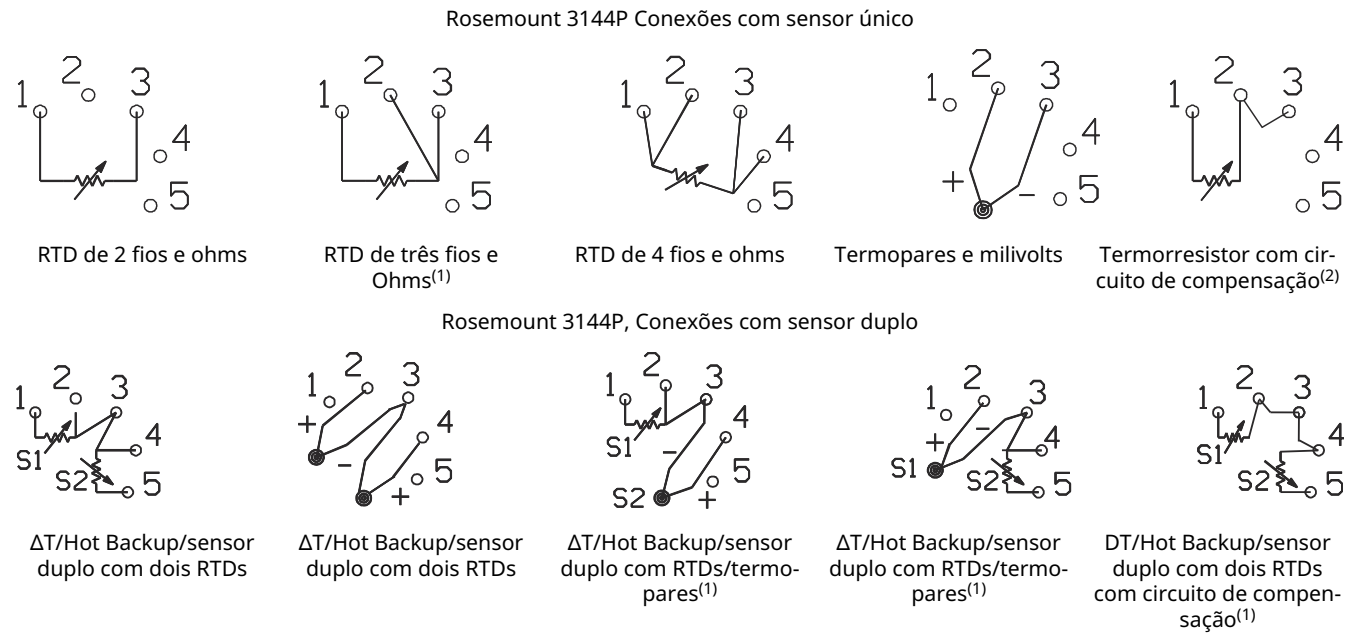 Rosemount 3144P Conexões com sensor único
1 2 3 4 5
1 2 3 4 5
1 2 3 4 5
1 2 3 4 5 + −
1 2 3 4 5
RTD de 2 fios e ohms
RTD de três fios e
Ohms(1)
RTD de 4 fios e ohms
Termopares e milivolts
Termorresistor com cir-
cuito de compensação(2)
Rosemount 3144P, Conexões com sensor duplo
1 2 3 4 5 S1 S2
1 2 3 4 5 + − +
1 2 3 4 5 S1 − S2 +
1 2 3 4 5 + − S1 S2
1 2 3 4 5 S1 S2
ΔT/Hot Backup/sensor
duplo com dois RTDs
ΔT/Hot Backup/sensor
duplo com dois RTDs
ΔT/Hot Backup/sensor
duplo com RTDs/termo-
pares(1)
ΔT/Hot Backup/sensor
duplo com RTDs/termo-
pares(1)
DT/Hot Backup/sensor
duplo com dois RTDs
com circuito de compen-
sação(1)